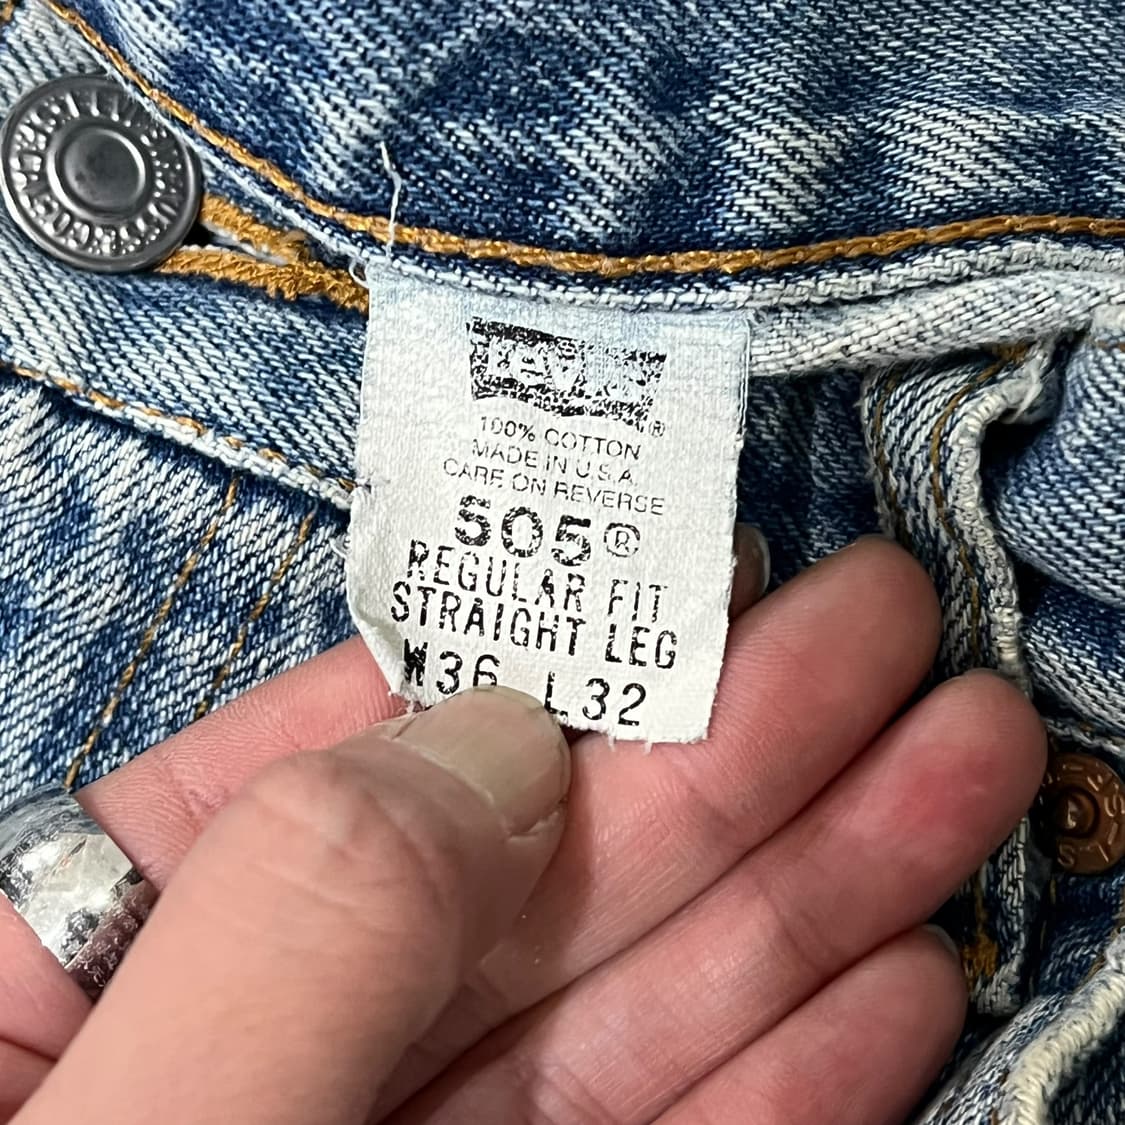 LEVI'S
®
100% COTTON
MADE IN U.S.A.
CARE ON REVERSE
505®
REGULAR FIT
STRAIGHT LEG
W36 L32